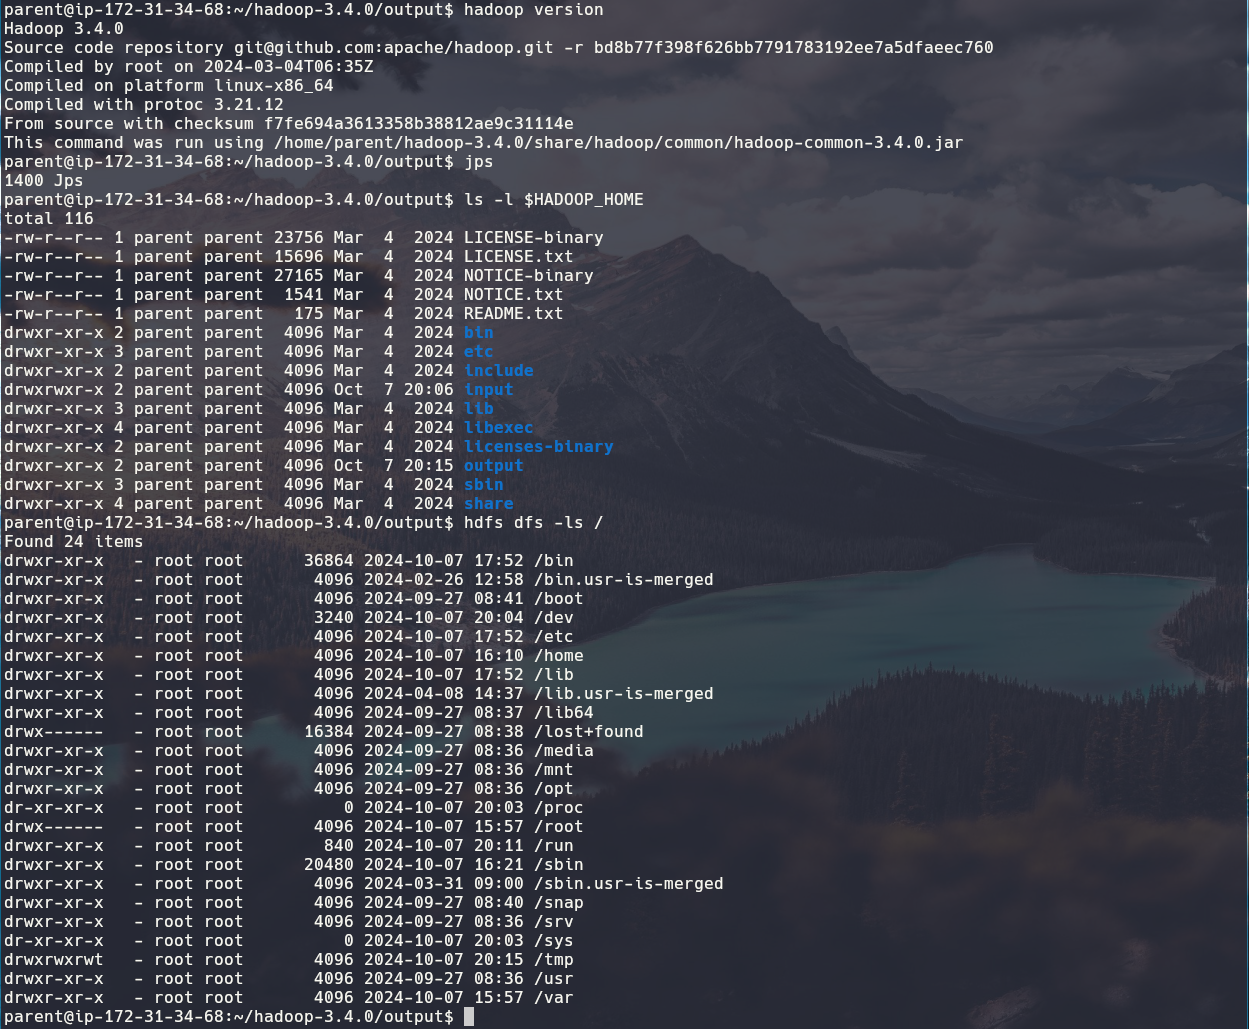 parent@ip-172-31-34-68:~/hadoop-3.4.0/output$ hadoop version
Hadoop 3.4.0
Source code repository git@github.com:apache/hadoop.git -r bd8b77f398f626bb7791783192ee7a5dfaeec760
Compiled by root on 2024-03-04T06:35Z
Compiled on platform linux-x86_64
Compiled with protoc 3.21.12
From source with checksum f7fe694a3613358b38812ae9c31114e
This command was run using /home/parent/hadoop-3.4.0/share/hadoop/common/hadoop-common-3.4.0.jar
parent@ip-172-31-34-68:~/hadoop-3.4.0/output$ jps
1400 Jps
parent@ip-172-31-34-68:~/hadoop-3.4.0/output$ ls -l $HADOOP_HOME
total 116
-rw-r--r-- 1 parent parent 23756 Mar  4  2024 LICENSE-binary
-rw-r--r-- 1 parent parent 15696 Mar  4  2024 LICENSE.txt
-rw-r--r-- 1 parent parent 27165 Mar  4  2024 NOTICE-binary
-rw-r--r-- 1 parent parent  1541 Mar  4  2024 NOTICE.txt
-rw-r--r-- 1 parent parent   175 Mar  4  2024 README.txt
drwxr-xr-x 2 parent parent  4096 Mar  4  2024 bin
drwxr-xr-x 3 parent parent  4096 Mar  4  2024 etc
drwxr-xr-x 2 parent parent  4096 Mar  4  2024 include
drwxrwxr-x 2 parent parent  4096 Oct  7 20:06 input
drwxr-xr-x 3 parent parent  4096 Mar  4  2024 lib
drwxr-xr-x 4 parent parent  4096 Mar  4  2024 libexec
drwxr-xr-x 2 parent parent  4096 Mar  4  2024 licenses-binary
drwxr-xr-x 2 parent parent  4096 Oct  7 20:15 output
drwxr-xr-x 3 parent parent  4096 Mar  4  2024 sbin
drwxr-xr-x 4 parent parent  4096 Mar  4  2024 share
parent@ip-172-31-34-68:~/hadoop-3.4.0/output$ hdfs dfs -ls /
Found 24 items
drwxr-xr-x   - root root      36864 2024-10-07 17:52 /bin
drwxr-xr-x   - root root       4096 2024-02-26 12:58 /bin.usr-is-merged
drwxr-xr-x   - root root       4096 2024-09-27 08:41 /boot
drwxr-xr-x   - root root       3240 2024-10-07 20:04 /dev
drwxr-xr-x   - root root       4096 2024-10-07 17:52 /etc
drwxr-xr-x   - root root       4096 2024-10-07 16:10 /home
drwxr-xr-x   - root root       4096 2024-10-07 17:52 /lib
drwxr-xr-x   - root root       4096 2024-04-08 14:37 /lib.usr-is-merged
drwxr-xr-x   - root root       4096 2024-09-27 08:37 /lib64
drwx------   - root root      16384 2024-09-27 08:38 /lost+found
drwxr-xr-x   - root root       4096 2024-09-27 08:36 /media
drwxr-xr-x   - root root       4096 2024-09-27 08:36 /mnt
drwxr-xr-x   - root root       4096 2024-09-27 08:36 /opt
dr-xr-xr-x   - root root          0 2024-10-07 20:03 /proc
drwx------   - root root       4096 2024-10-07 15:57 /root
drwxr-xr-x   - root root        840 2024-10-07 20:11 /run
drwxr-xr-x   - root root      20480 2024-10-07 16:21 /sbin
drwxr-xr-x   - root root       4096 2024-03-31 09:00 /sbin.usr-is-merged
drwxr-xr-x   - root root       4096 2024-09-27 08:40 /snap
drwxr-xr-x   - root root       4096 2024-09-27 08:36 /srv
dr-xr-xr-x   - root root          0 2024-10-07 20:03 /sys
drwxrwxrwt   - root root       4096 2024-10-07 20:15 /tmp
drwxr-xr-x   - root root       4096 2024-09-27 08:36 /usr
drwxr-xr-x   - root root       4096 2024-10-07 15:57 /var
parent@ip-172-31-34-68:~/hadoop-3.4.0/output$